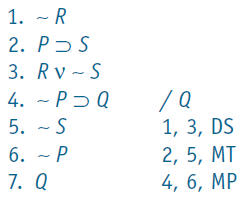 1. ~ R
2. P ⊃ S
3. R v ~ S
4. ~ P ⊃ Q / Q
5. ~ S 1, 3, DS
6. ~ P 2, 5, MT
7. Q 4, 6, MP